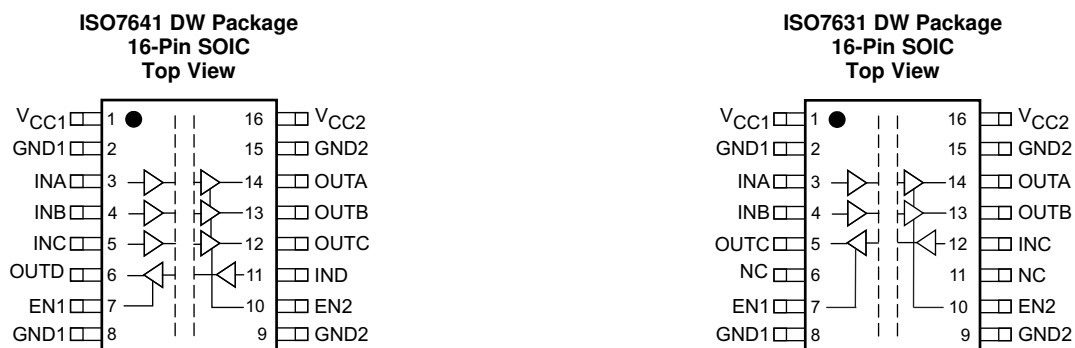 ISO7641 DW Package
16-Pin SOIC
Top View
VCC1 1 16 VCC2
GND1 2 15 GND2
INA 3 14 OUTA
INB 4 13 OUTB
INC 5 12 OUTC
OUTD 6 11 IND
EN1 7 10 EN2
GND1 8 9 GND2
ISO7631 DW Package
16-Pin SOIC
Top View
VCC1 1 16 VCC2
GND1 2 15 GND2
INA 3 14 OUTA
INB 4 13 OUTB
OUTC 5 12 INC
NC 6 11 NC
EN1 7 10 EN2
GND1 8 9 GND2